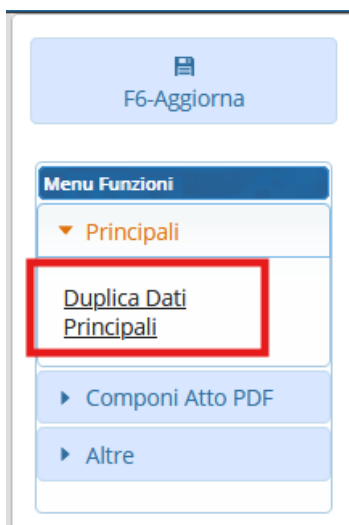 F6-Aggiorna
Menu Funzioni
Principali
Duplica Dati
Principali
Componi Atto PDF
Altre